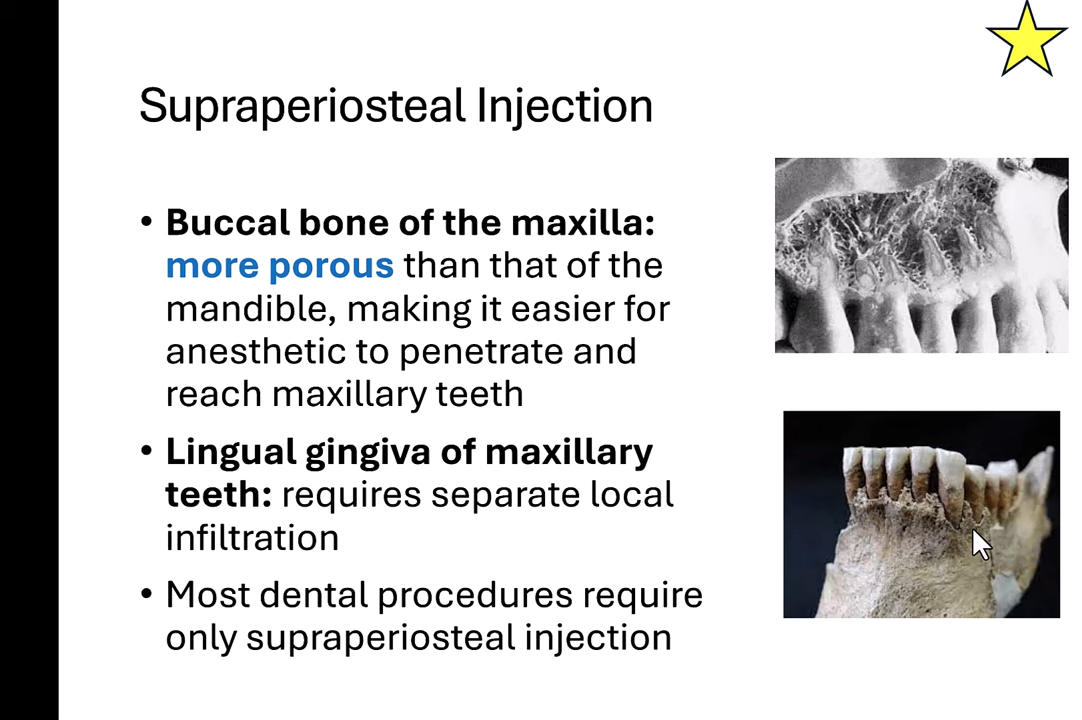 Supraperiosteal Injection
• Buccal bone of the maxilla:
more porous than that of the
mandible, making it easier for
anesthetic to penetrate and
reach maxillary teeth
• Lingual gingiva of maxillary
teeth: requires separate local
infiltration
• Most dental procedures require
only supraperiosteal injection